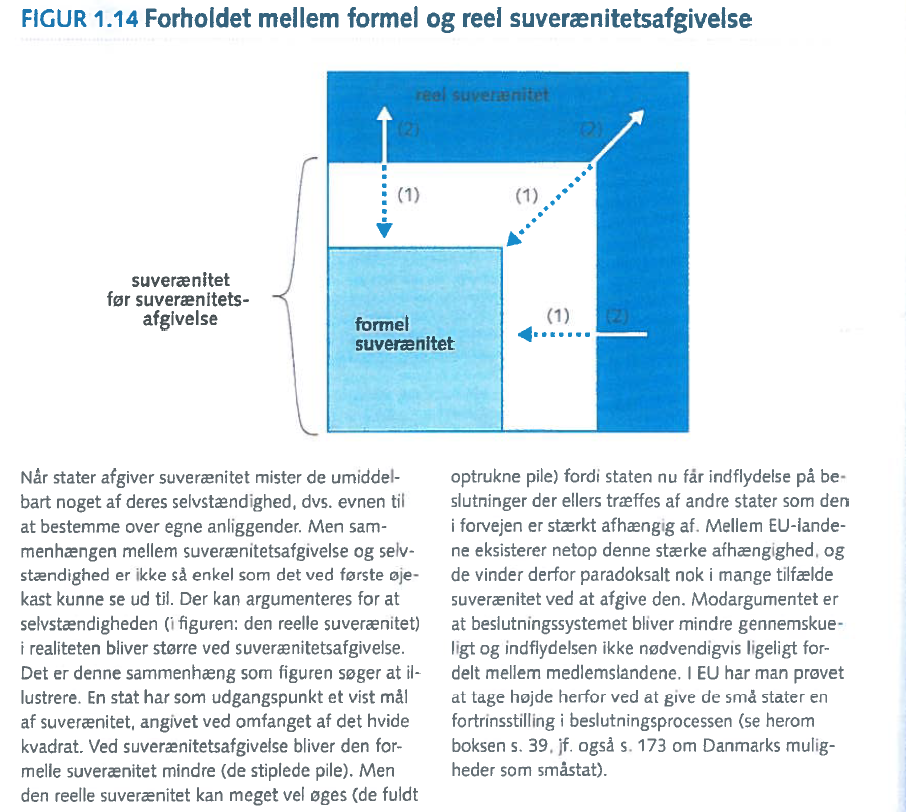 FIGUR 1.14 Forholdet mellem formel og reel suverænitetsafgivelse
reel suverænitet
(2)
(2)
(1)
(1)
suverænitet
før suverænitets-
afgivelse
formel
suverænitet
(1)
(2)
Når stater afgiver suverænitet mister de umiddel-
bart noget af deres selvstændighed, dvs. evnen til
at bestemme over egne anliggender. Men sam-
menhængen mellem suverænitetsafgivelse og selv-
stændighed er ikke så enkel som det ved første øje-
kast kunne se ud til. Der kan argumenteres for at
selvstændigheden (i figuren: den reelle suverænitet)
i realiteten bliver større ved suverænitetsafgivelse.
Det er denne sammenhæng som figuren søger at il-
lustrere. En stat har som udgangspunkt et vist mål
af suverænitet, angivet ved omfanget af det hvide
kvadrat. Ved suverænitetsafgivelse bliver den for-
melle suverænitet mindre (de stiplede pile). Men
den reelle suverænitet kan meget vel øges (de fuldt
optrukne pile) fordi staten nu får indflydelse på be-
slutninger der ellers træffes af andre stater som den
i forvejen er stærkt afhængig af. Mellem EU-lande-
ne eksisterer netop denne stærke afhængighed, og
de vinder derfor paradoksalt nok i mange tilfælde
suverænitet ved at afgive den. Modargumentet er
at beslutningssystemet bliver mindre gennemskue-
ligt og indflydelsen ikke nødvendigvis ligeligt for-
delt mellem medlemslandene. I EU har man prøvet
at tage højde herfor ved at give de små stater en
fortrinsstilling i beslutningsprocessen (se herom
boksen s. 39, jf. også s. 173 om Danmarks mulig-
heder som småstat).